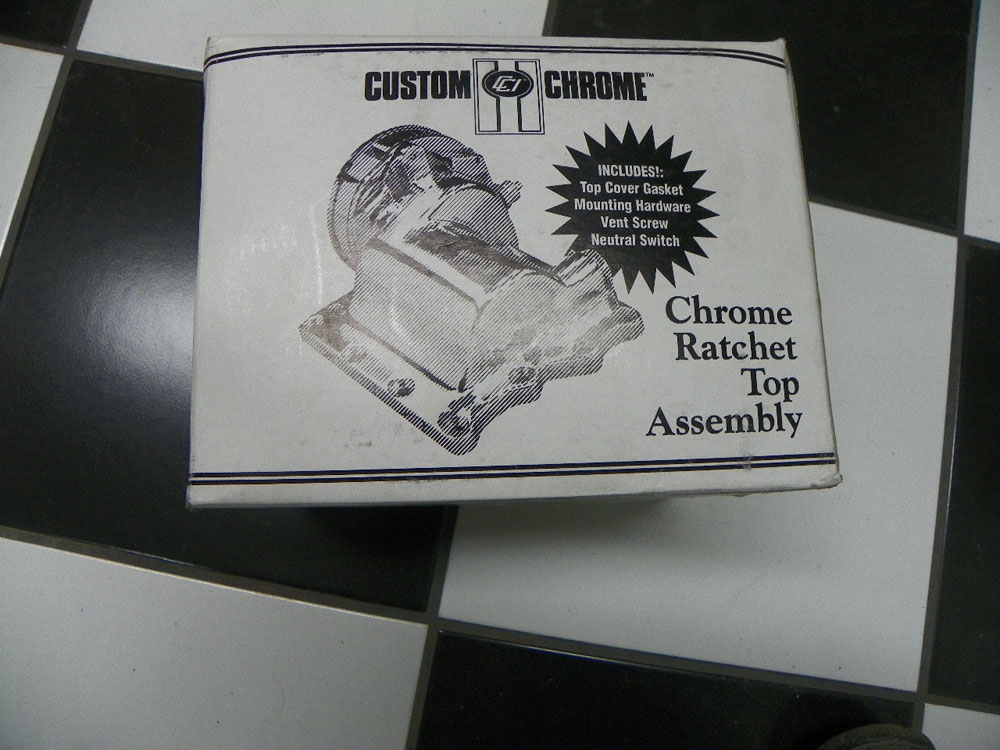 CUSTOM CCI CHROME™
INCLUDES!:
Top Cover Gasket
Mounting Hardware
Vent Screw
Neutral Switch
Chrome
Ratchet
Top
Assembly